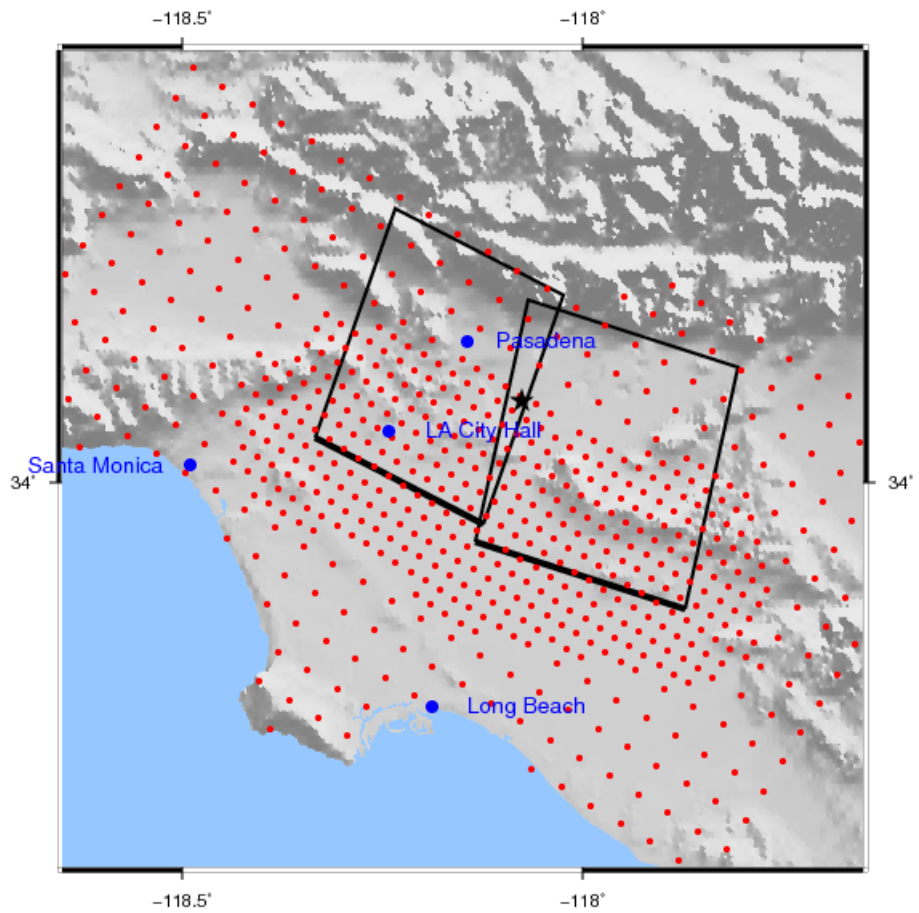 -118.5°
-118°
Pasadena
LA City Hall
Santa Monica
34°
34°
Long Beach
-118.5°
-118°